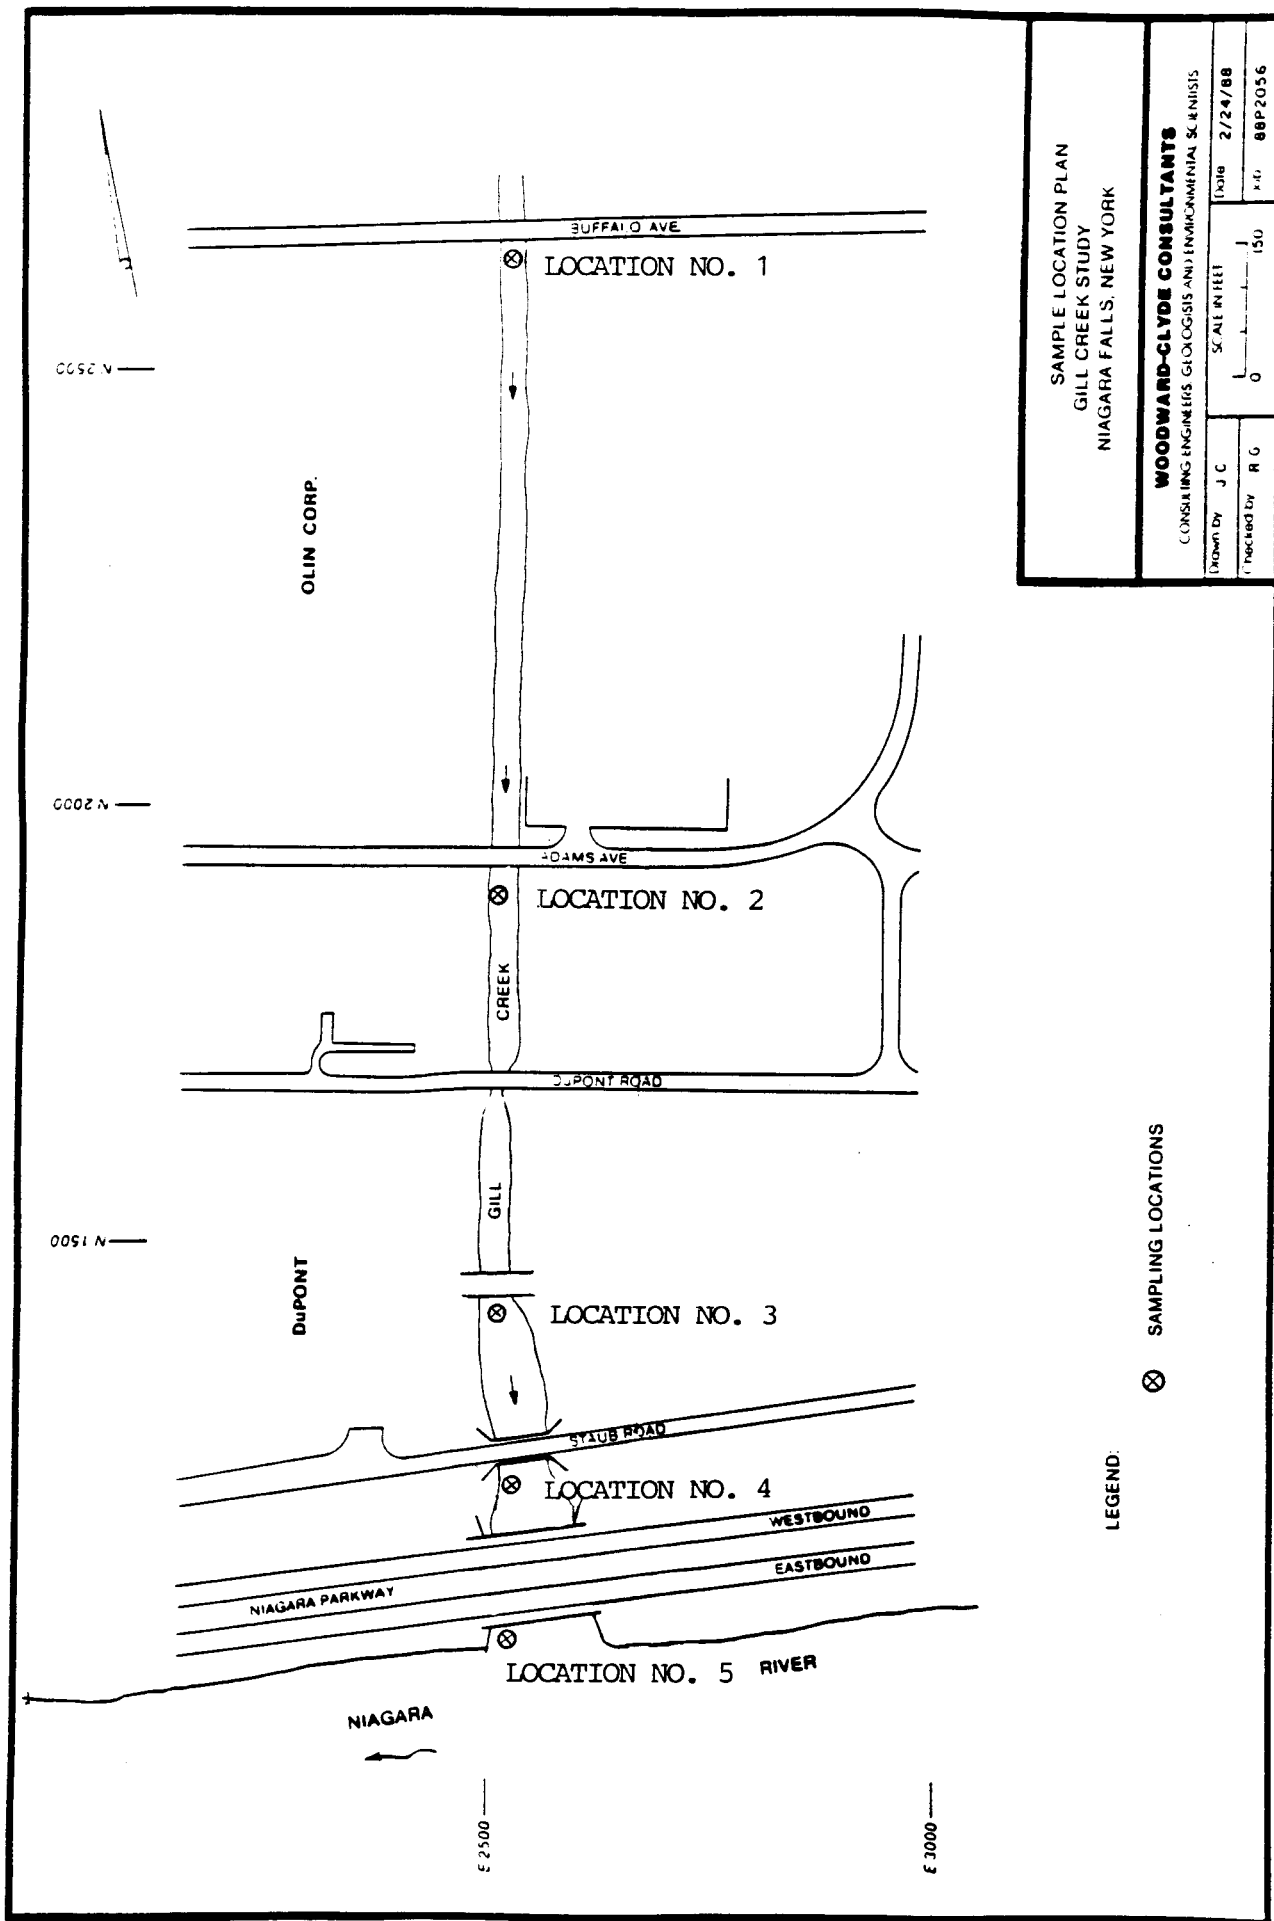 BUFFALO AVE
LOCATION NO. 1
N 2500
OLIN CORP.
N 2000
ADAMS AVE
LOCATION NO. 2
CREEK
DuPONT ROAD
GILL
N 1500
DuPONT
LOCATION NO. 3
STAUB ROAD
LOCATION NO. 4
WESTBOUND
EASTBOUND
NIAGARA PARKWAY
LOCATION NO. 5
RIVER
NIAGARA
E 2500
E 3000
LEGEND:
SAMPLING LOCATIONS
SAMPLE LOCATION PLAN
GILL CREEK STUDY
NIAGARA FALLS, NEW YORK
WOODWARD-CLYDE CONSULTANTS
CONSULTING ENGINEERS, GEOLOGISTS AND ENVIRONMENTAL SCIENTISTS
Drawn by J C
SCALE IN FEET
0 150
Date 2/24/88
Checked by R G
88P2056